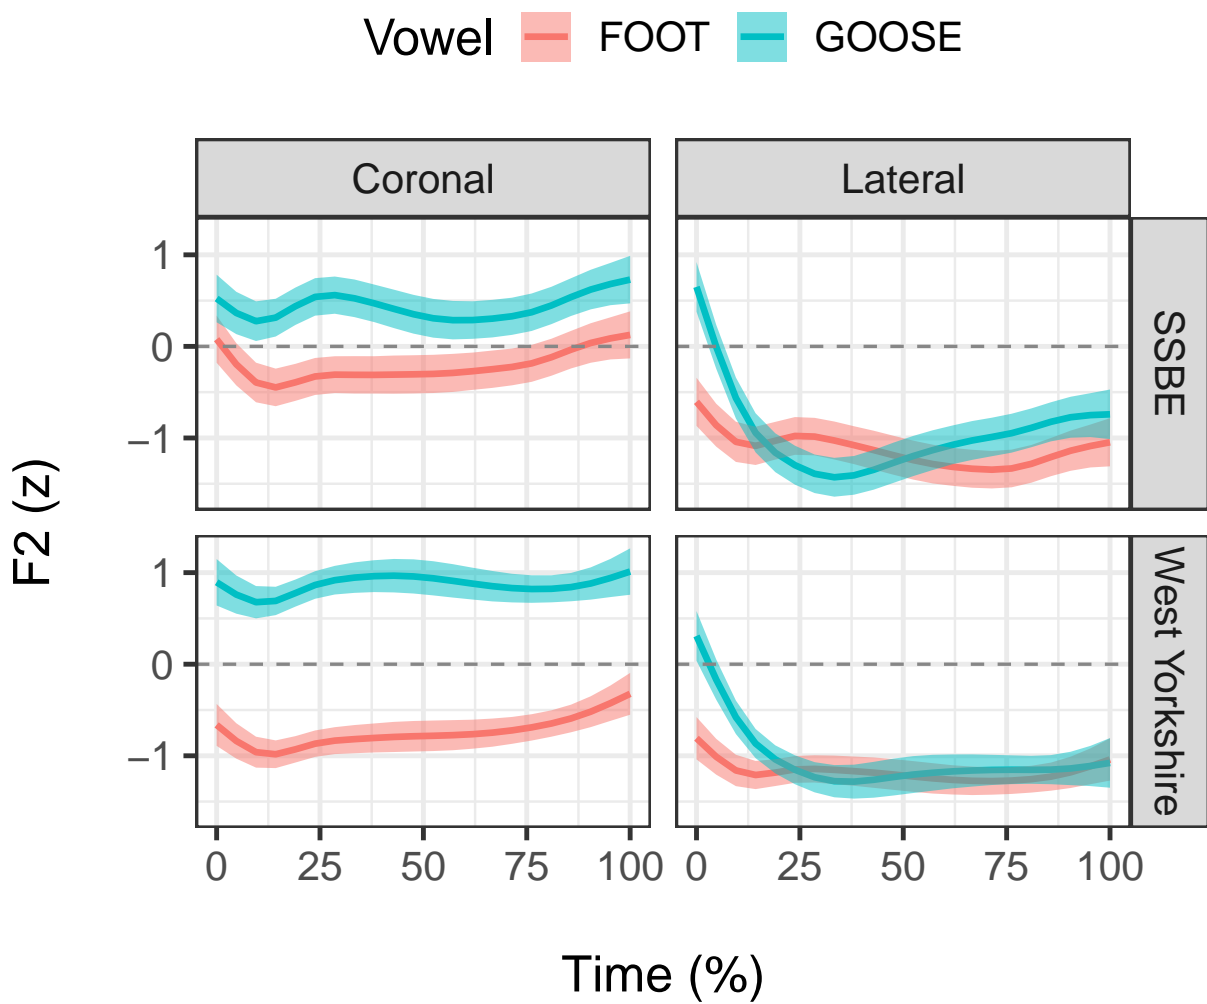 Vowel FOOT GOOSE
Coronal Lateral
1
0
−1
SSBE
F2 (z)
1
0
−1
West Yorkshire
0 25 50 75 100 0 25 50 75 100
Time (%)